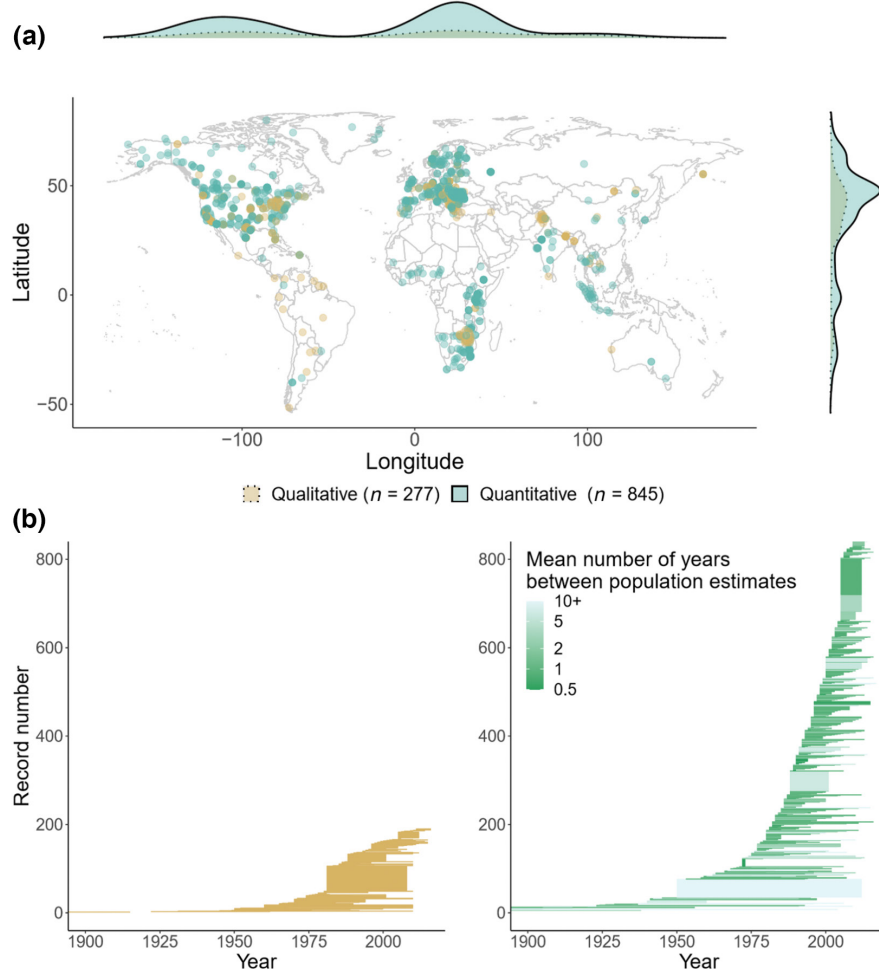 (a)
Latitude
50
0
−50
−100
0
100
Longitude
Qualitative (n = 277)
Quantitative (n = 845)
(b)
Record number
800
600
400
200
0
1900
1925
1950
1975
2000
Year
Mean number of years
between population estimates
10+
5
2
1
0.5
800
600
400
200
0
1900
1925
1950
1975
2000
Year